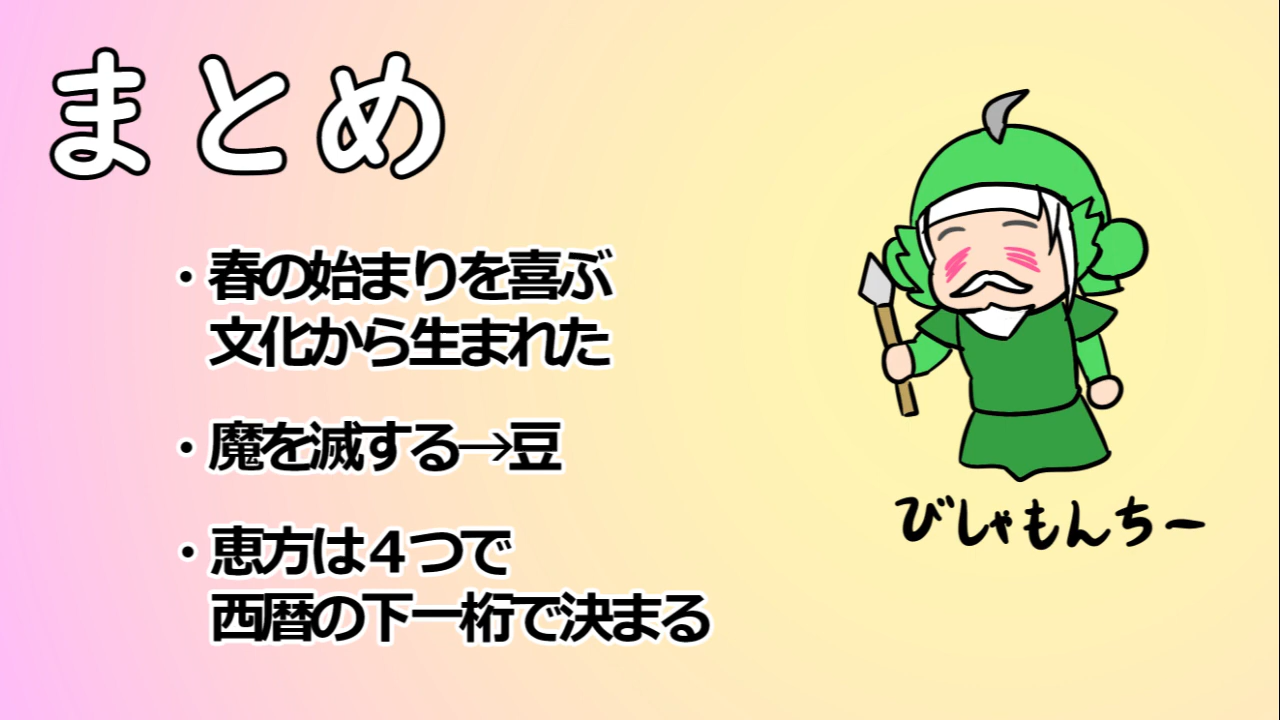 まとめ
・春の始まりを喜ぶ
文化から生まれた
・魔を滅する→豆
・恵方は４つで
西暦の下一桁で決まる
びしゃもんちー